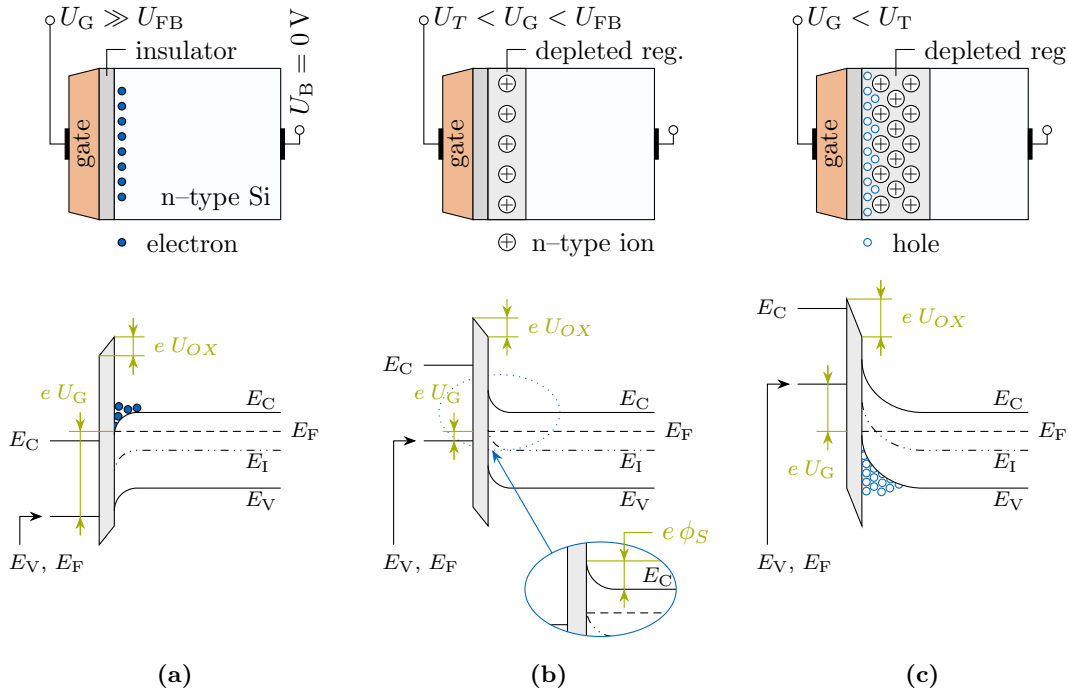 U_G ≫ U_FB
insulator
U_B = 0 V
gate
n–type Si
electron
U_T < U_G < U_FB
depleted reg.
gate
n–type ion
U_G < U_T
depleted reg
gate
hole
e U_OX
e U_G
E_C
E_C
E_F
E_I
E_V
E_V, E_F
e U_OX
E_C
e U_G
E_C
E_F
E_I
E_V
E_V, E_F
e ϕ_S
E_C
E_C
e U_OX
E_C
E_F
e U_G
E_I
E_V
E_V, E_F
(a)
(b)
(c)